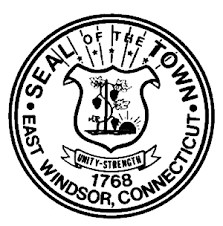 SEAL OF THE TOWN
UNITY-STRENGTH
1768
EAST WINDSOR, CONNECTICUT